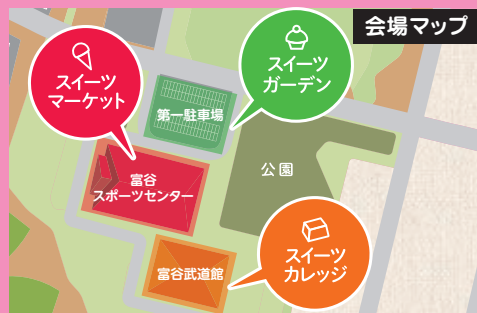 会場マップ
スイーツ
マーケット
スイーツ
ガーデン
第一駐車場
富谷
スポーツセンター
公園
富谷武道館
スイーツ
カレッジ